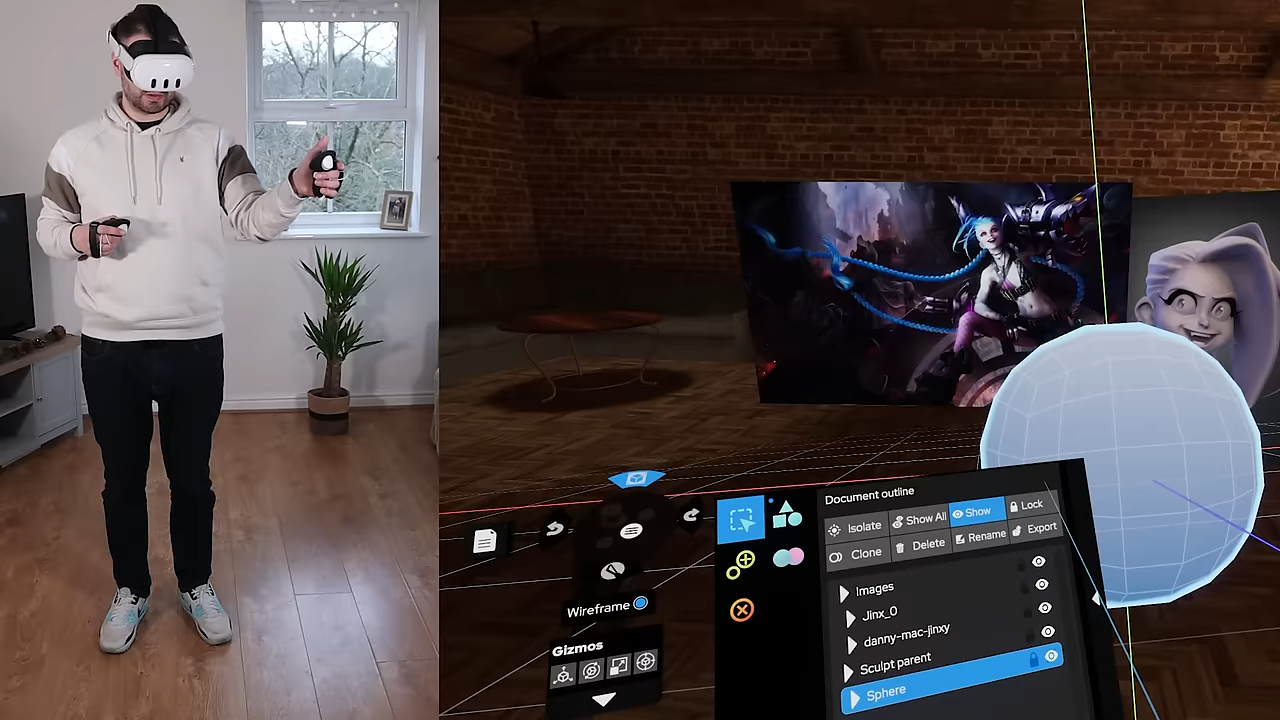 Document outline
Isolate Show All Show Lock
Clone Delete Rename Export
Images
Jinx_0
danny-mac-jinxy
Sculpt parent
Sphere
Wireframe
Gizmos